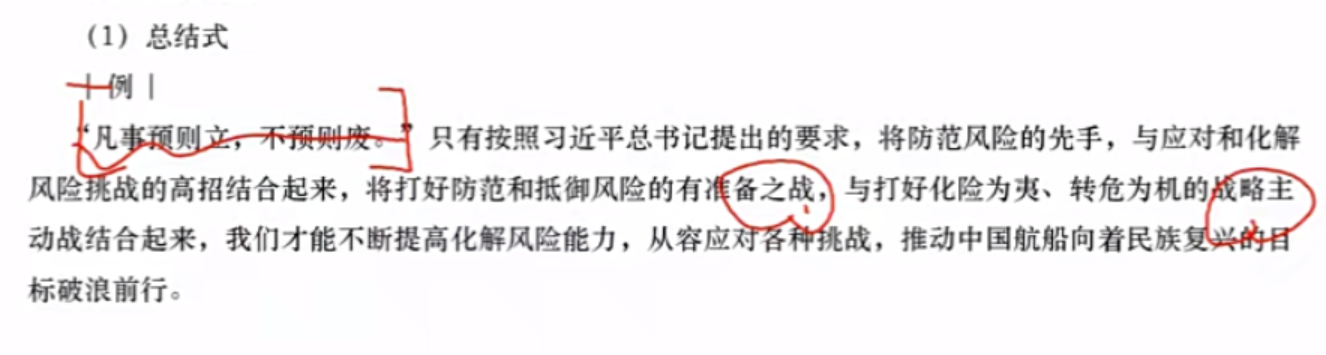 （1）总结式
｜例｜
“凡事预则立，不预则废。”只有按照习近平总书记提出的要求，将防范风险的先手，与应对和化解
风险挑战的高招结合起来，将打好防范和抵御风险的有准备之战，与打好化险为夷、转危为机的战略主
动战结合起来，我们才能不断提高化解风险能力，从容应对各种挑战，推动中国航船向着民族复兴的目
标破浪前行。